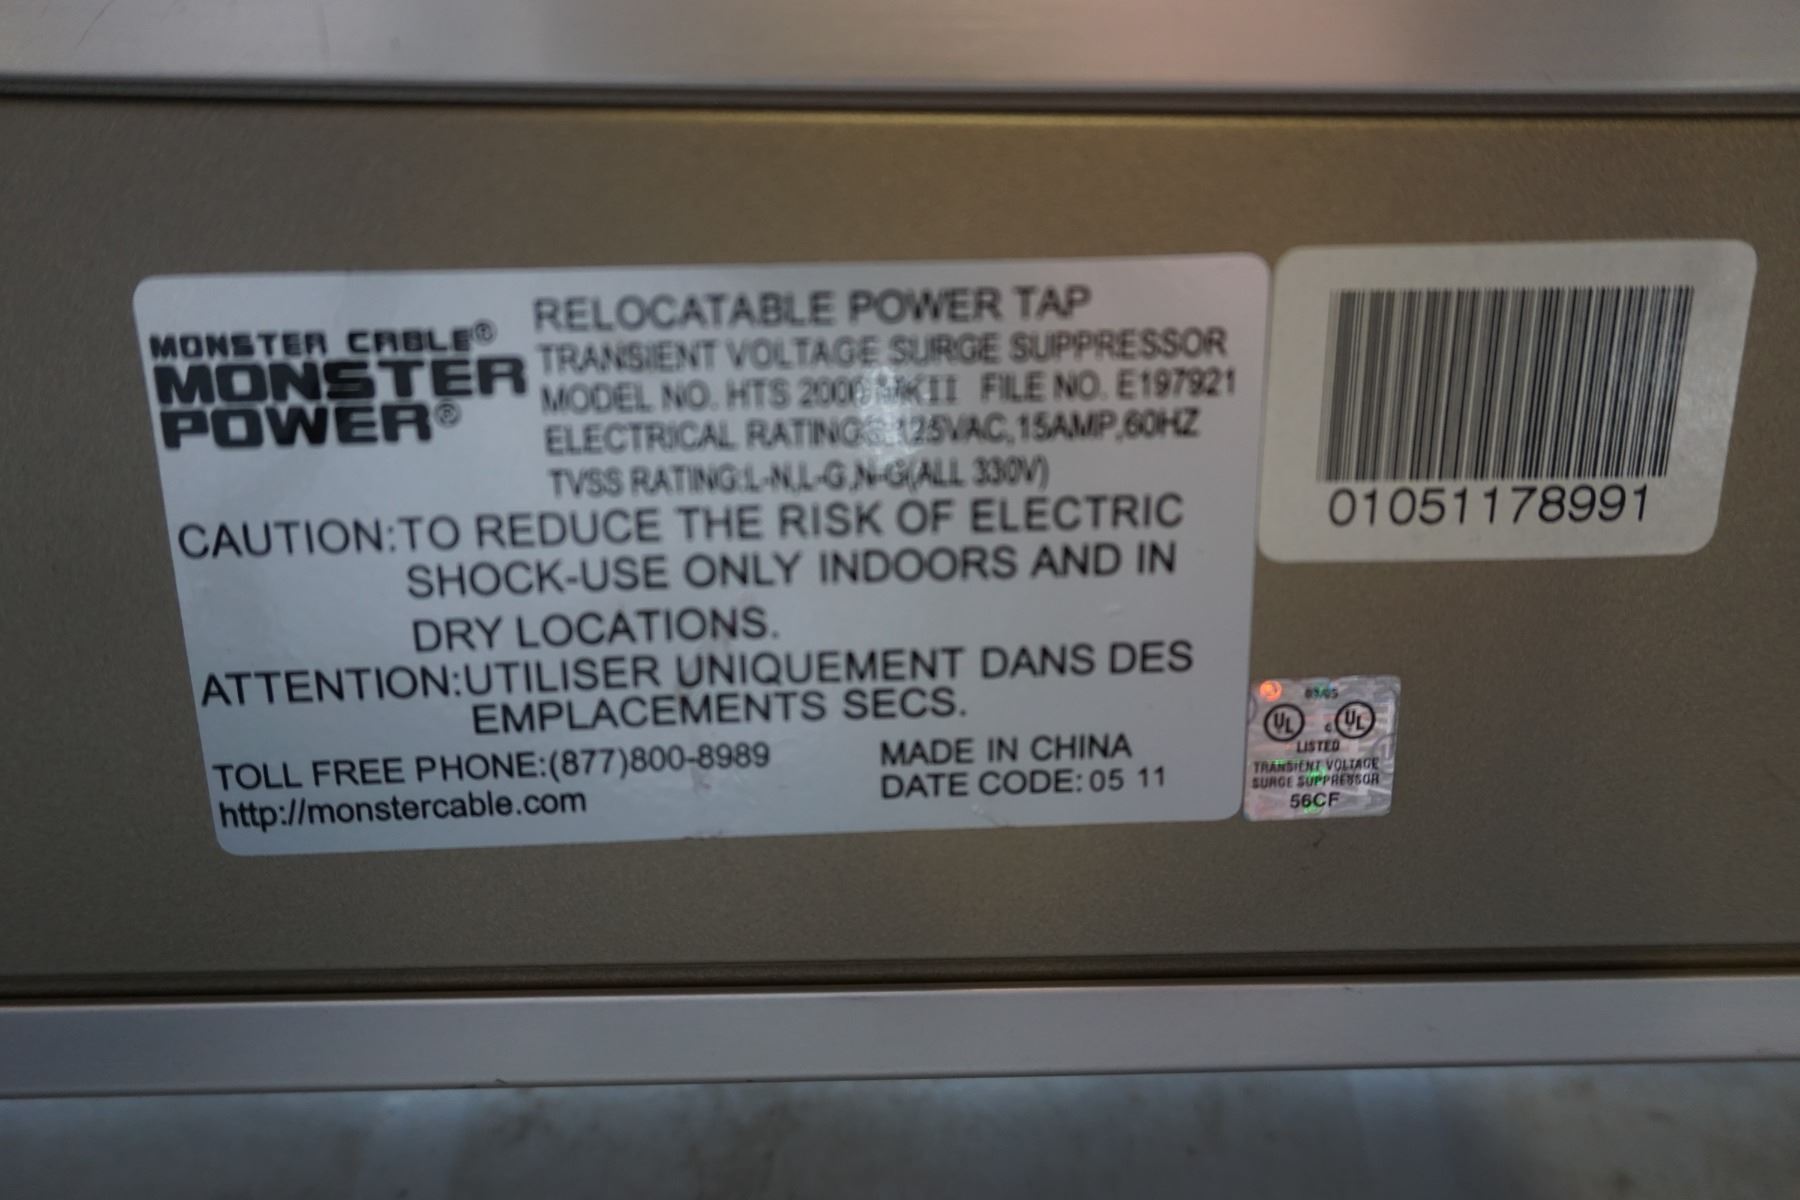 MONSTER CABLE®
MONSTER
POWER®
RELOCATABLE POWER TAP
TRANSIENT VOLTAGE SURGE SUPPRESSOR
MODEL NO. HTS 2000 MKII FILE NO. E197921
ELECTRICAL RATINGS:125VAC,15AMP,60HZ
TVSS RATING:L-N,L-G,N-G(ALL 330V)
CAUTION:TO REDUCE THE RISK OF ELECTRIC
SHOCK-USE ONLY INDOORS AND IN
DRY LOCATIONS.
ATTENTION:UTILISER UNIQUEMENT DANS DES
EMPLACEMENTS SECS.
TOLL FREE PHONE:(877)800-8989
http://monstercable.com
MADE IN CHINA
DATE CODE: 05 11
01051178991
UL c UL
LISTED
TRANSIENT VOLTAGE
SURGE SUPPRESSOR
56CF